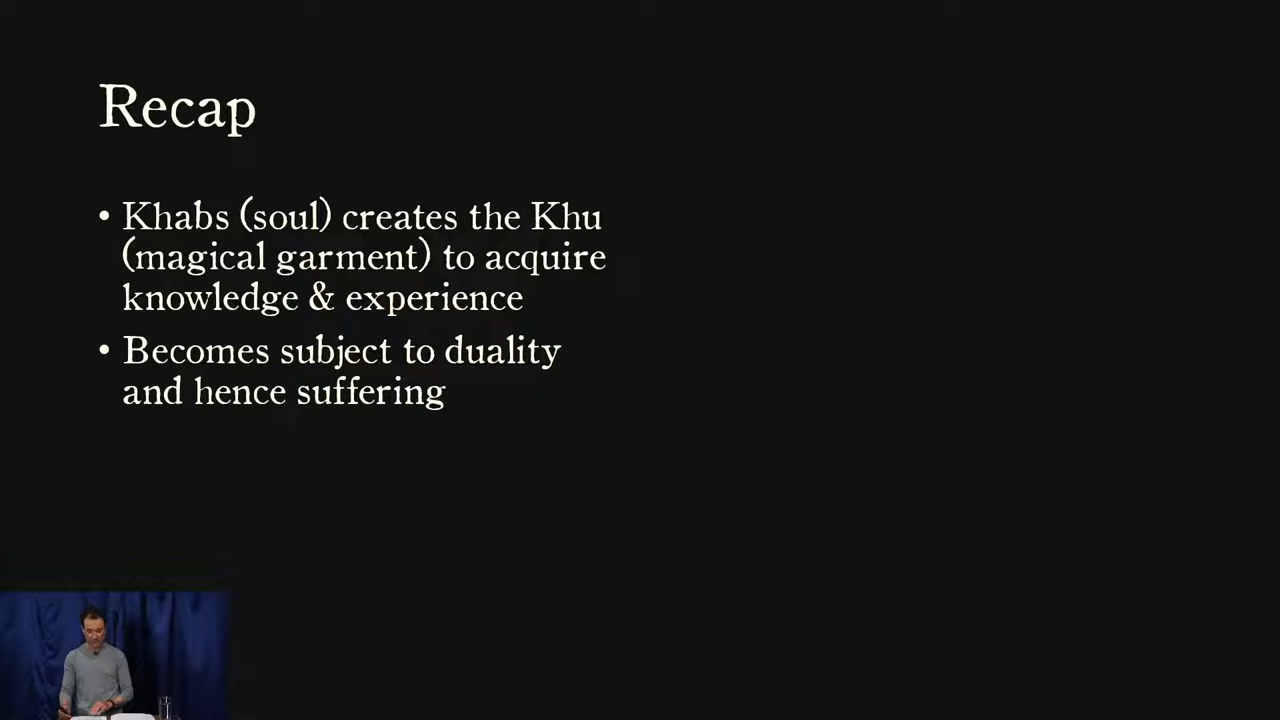 Recap
• Khabs (soul) creates the Khu
(magical garment) to acquire
knowledge & experience
• Becomes subject to duality
and hence suffering